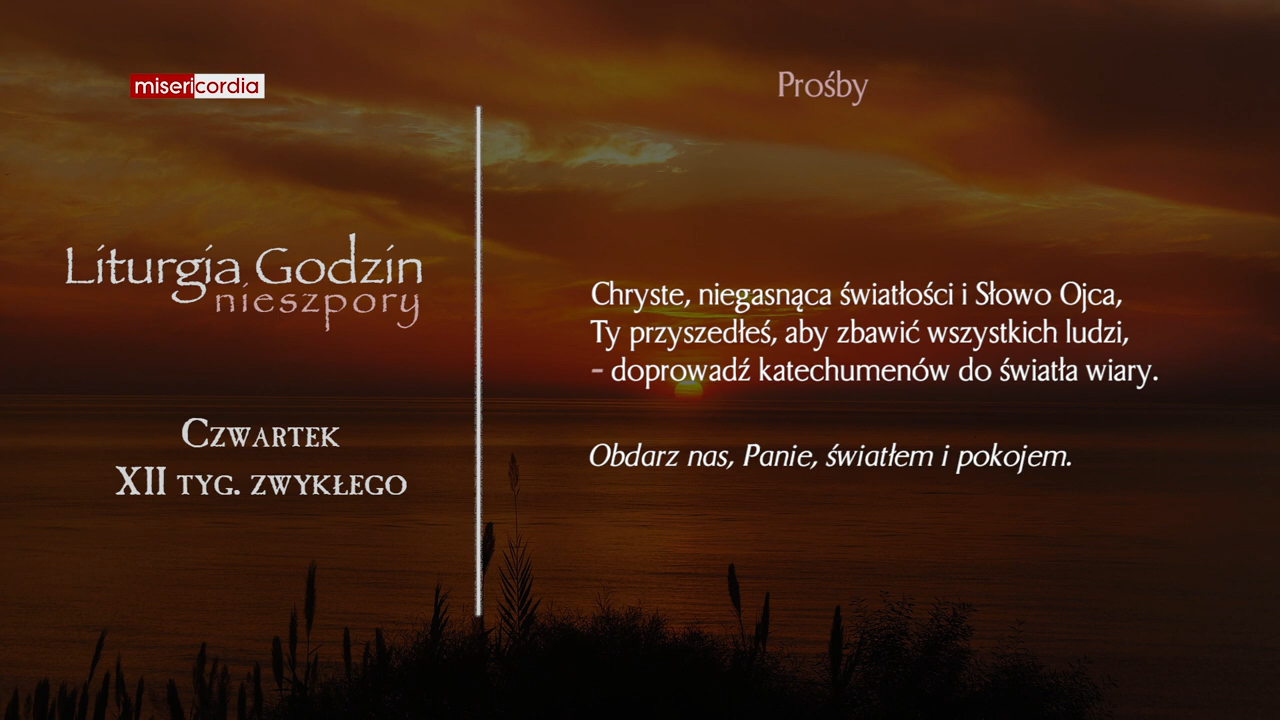 misericordia
Liturgia Godzin
nieszpory
Czwartek
XII tyg. zwykłego
Prośby
Chryste, niegasnąca światłości i Słowo Ojca,
Ty przyszedłeś, aby zbawić wszystkich ludzi,
- doprowadź katechumenów do światła wiary.
Obdarz nas, Panie, światłem i pokojem.